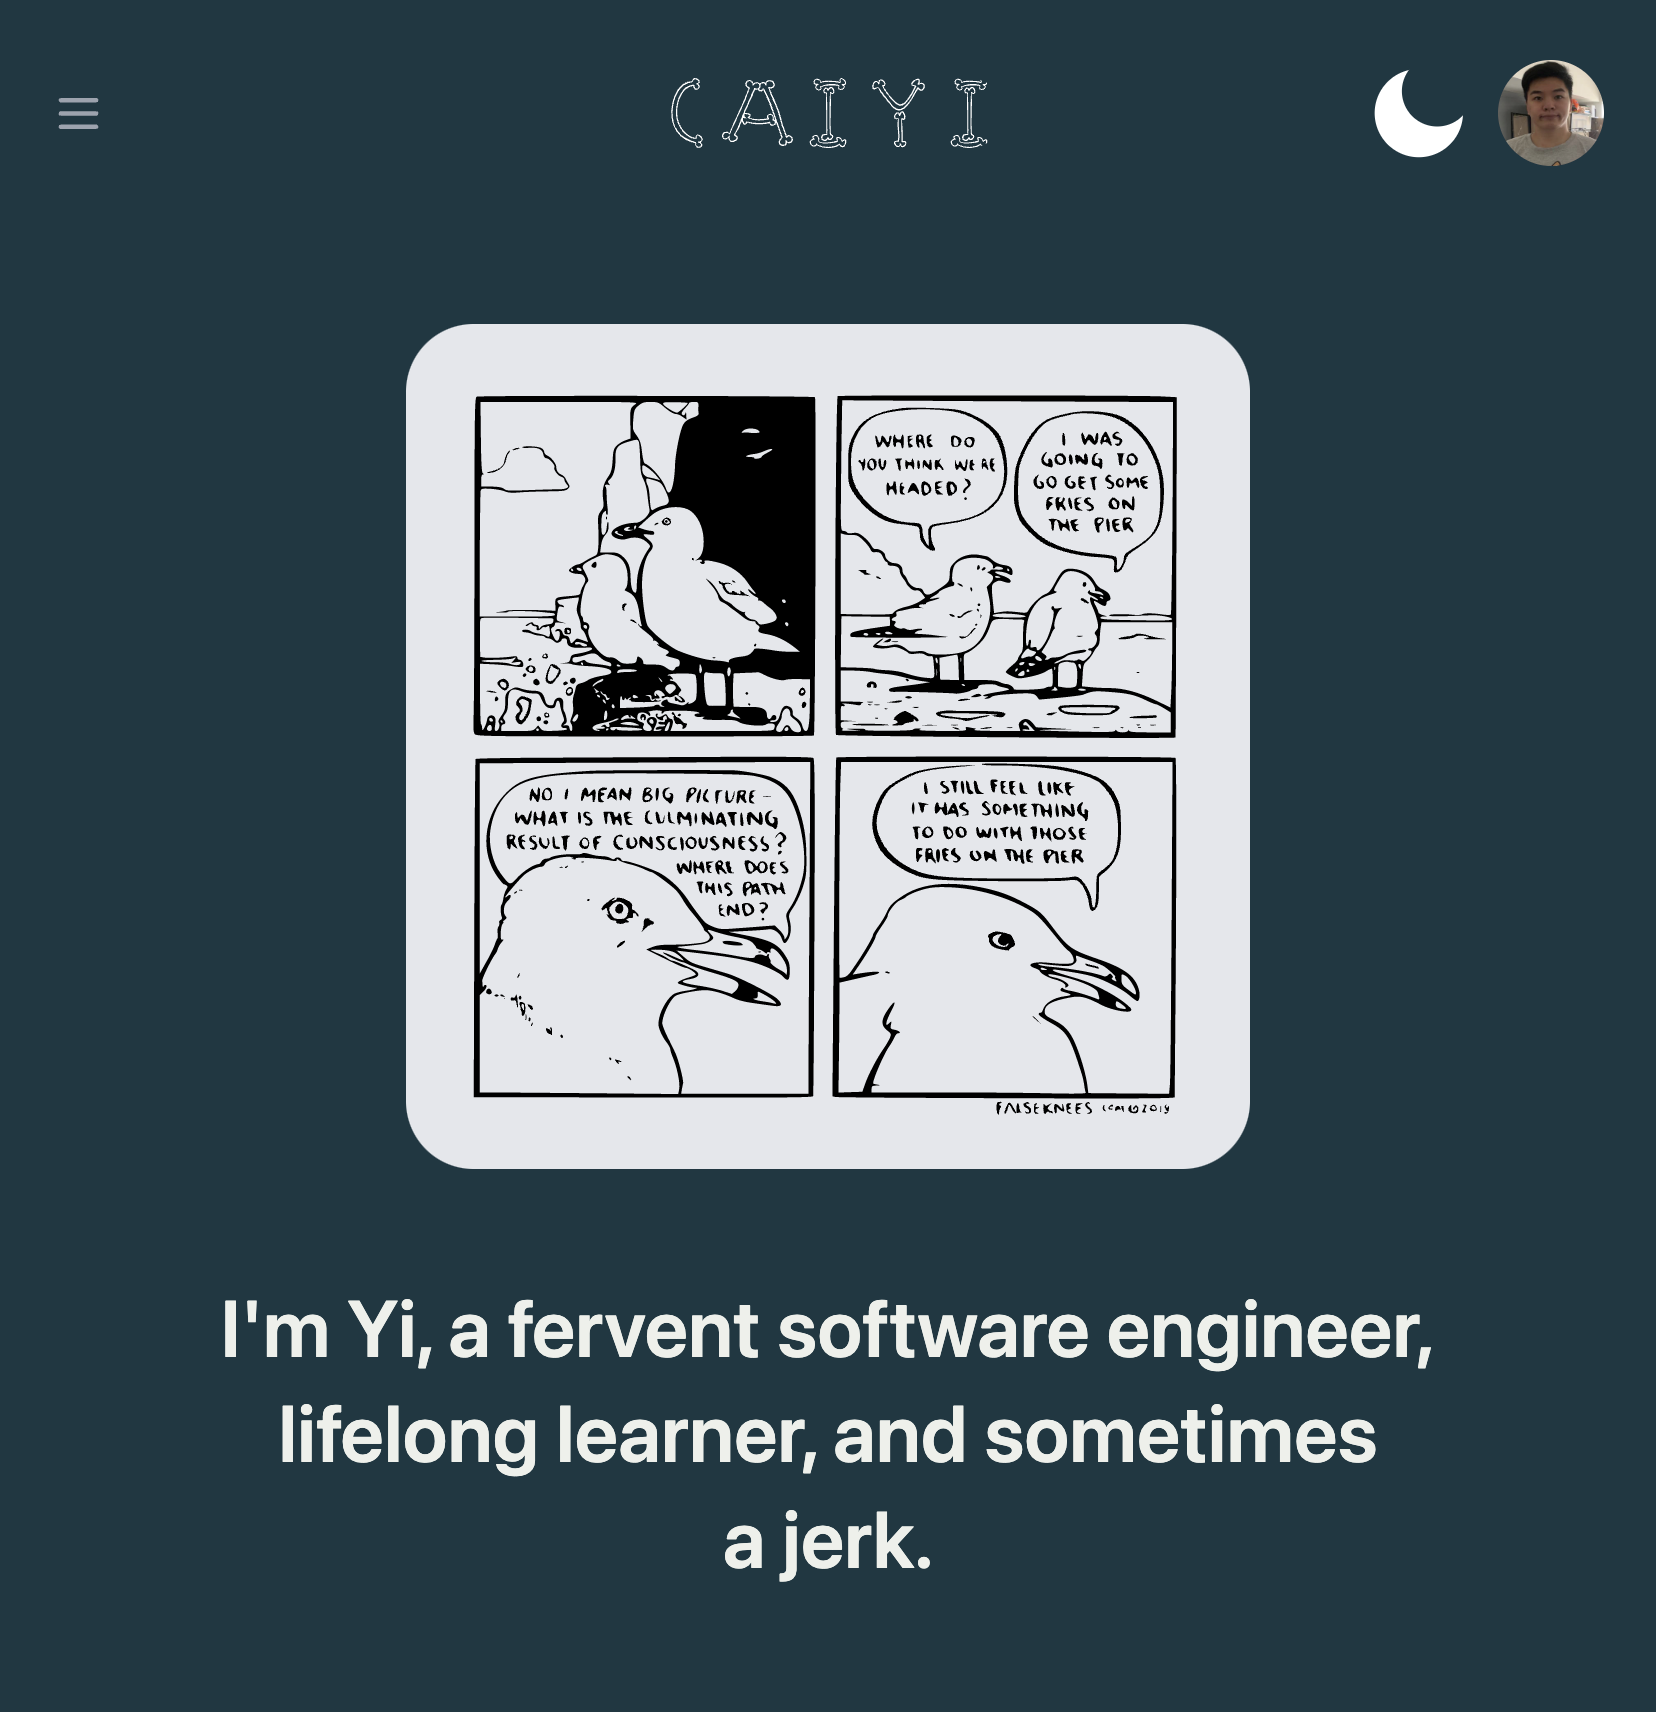 CAIYI
WHERE DO
YOU THINK WE'RE
HEADED?
I WAS
GOING TO
GO GET SOME
FRIES ON
THE PIER
NO I MEAN BIG PICTURE -
WHAT IS THE CULMINATING
RESULT OF CONSCIOUSNESS?
WHERE DOES
THIS PATH
END?
I STILL FEEL LIKE
IT HAS SOMETHING
TO DO WITH THOSE
FRIES ON THE PIER
FALSEKNEES.COM©2019
I'm Yi, a fervent software engineer,
lifelong learner, and sometimes
a jerk.